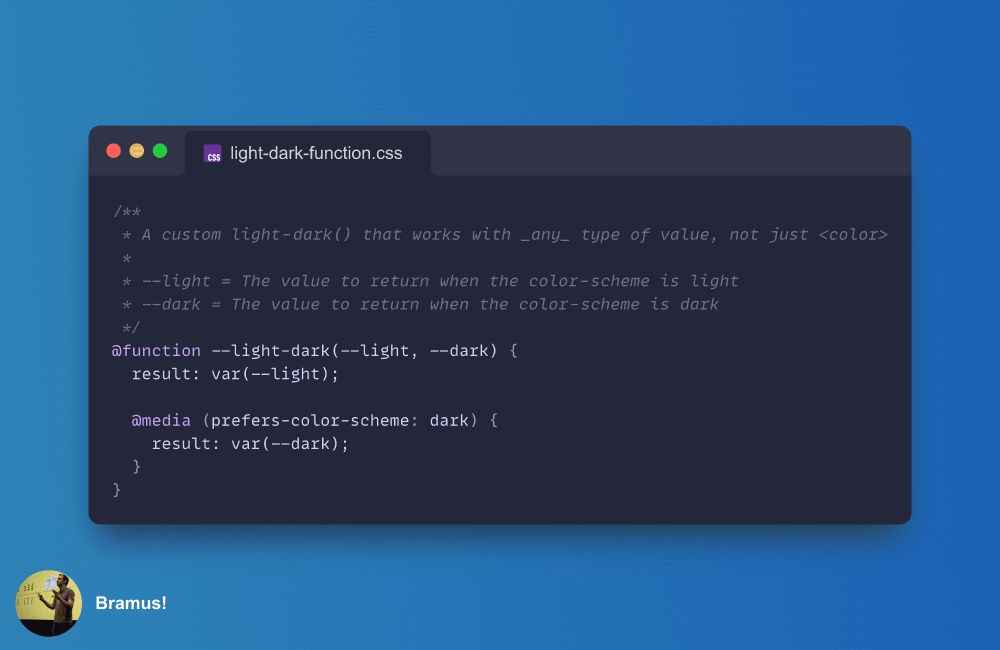 CSS light-dark-function.css
/**
 * A custom light-dark() that works with _any_ type of value, not just <color>
 *
 * --light = The value to return when the color-scheme is light
 * --dark = The value to return when the color-scheme is dark
 */
@function --light-dark(--light, --dark) {
  result: var(--light);

  @media (prefers-color-scheme: dark) {
    result: var(--dark);
  }
}
Bramus!